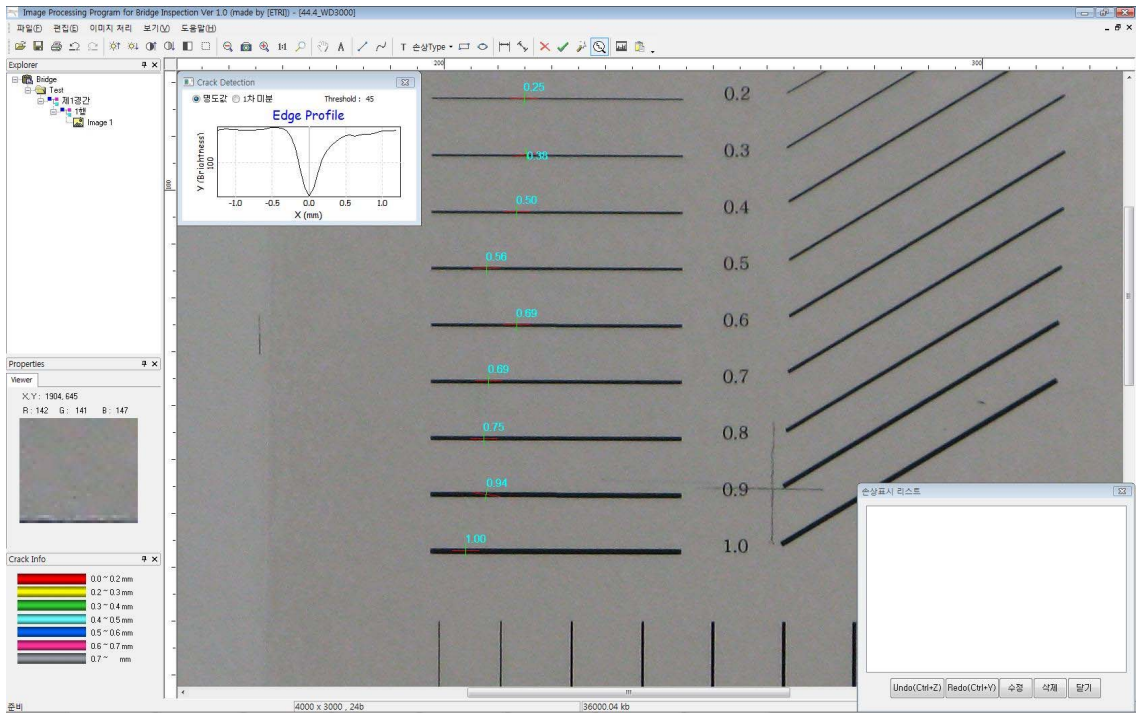 Image Processing Program for Bridge Inspection Ver 1.0 (made by [ETRI]) - [44.4_WD3000]
파일(F) 편집(E) 이미지 처리 보기(V) 도움말(H)
1:1 A T 손상Type
Explorer
Bridge
Test
제1경간
1행
Image 1
Properties
Viewer
X, Y : 1904, 645
R : 142 G : 141 B : 147
Crack Info
0.0 ~ 0.2 mm
0.2 ~ 0.3 mm
0.3 ~ 0.4 mm
0.4 ~ 0.5 mm
0.5 ~ 0.6 mm
0.6 ~ 0.7 mm
0.7 ~ mm
200 300
Crack Detection
명도값 1차 미분 Threshold : 45
Edge Profile
Y (Brightness)
100
-1.0 -0.5 0.0 0.5 1.0
X (mm)
0.25 0.2
0.38 0.3
0.50 0.4
0.56 0.5
0.69 0.6
0.69 0.7
0.75 0.8
0.94 0.9
1.00 1.0
손상표시 리스트
Undo(Ctrl+Z) Redo(Ctrl+Y) 수정 삭제 닫기
준비 4000 x 3000 , 24b 36000.04 kb